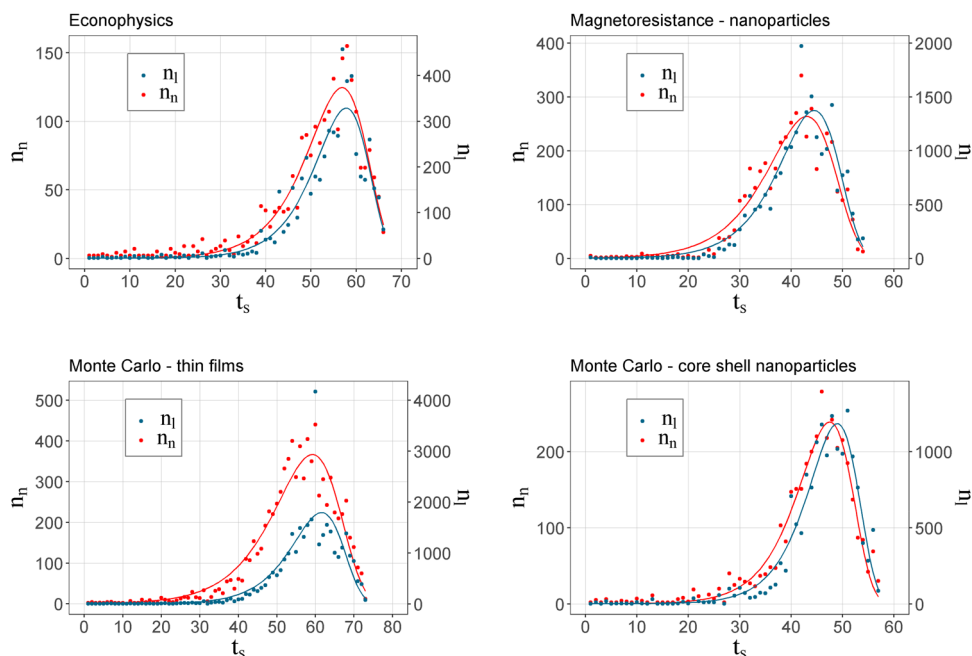 Econophysics
150
100
50
0
n_n
n_l
n_n
400
300
200
100
0
n_l
0 10 20 30 40 50 60 70
t_s
Magnetoresistance - nanoparticles
400
300
200
100
0
n_n
n_l
n_n
2000
1500
1000
500
0
n_l
0 10 20 30 40 50 60
t_s
Monte Carlo - thin films
500
400
300
200
100
0
n_n
n_l
n_n
4000
3000
2000
1000
0
n_l
0 10 20 30 40 50 60 70 80
t_s
Monte Carlo - core shell nanoparticles
200
100
0
n_n
n_l
n_n
1000
500
0
n_l
0 10 20 30 40 50 60
t_s